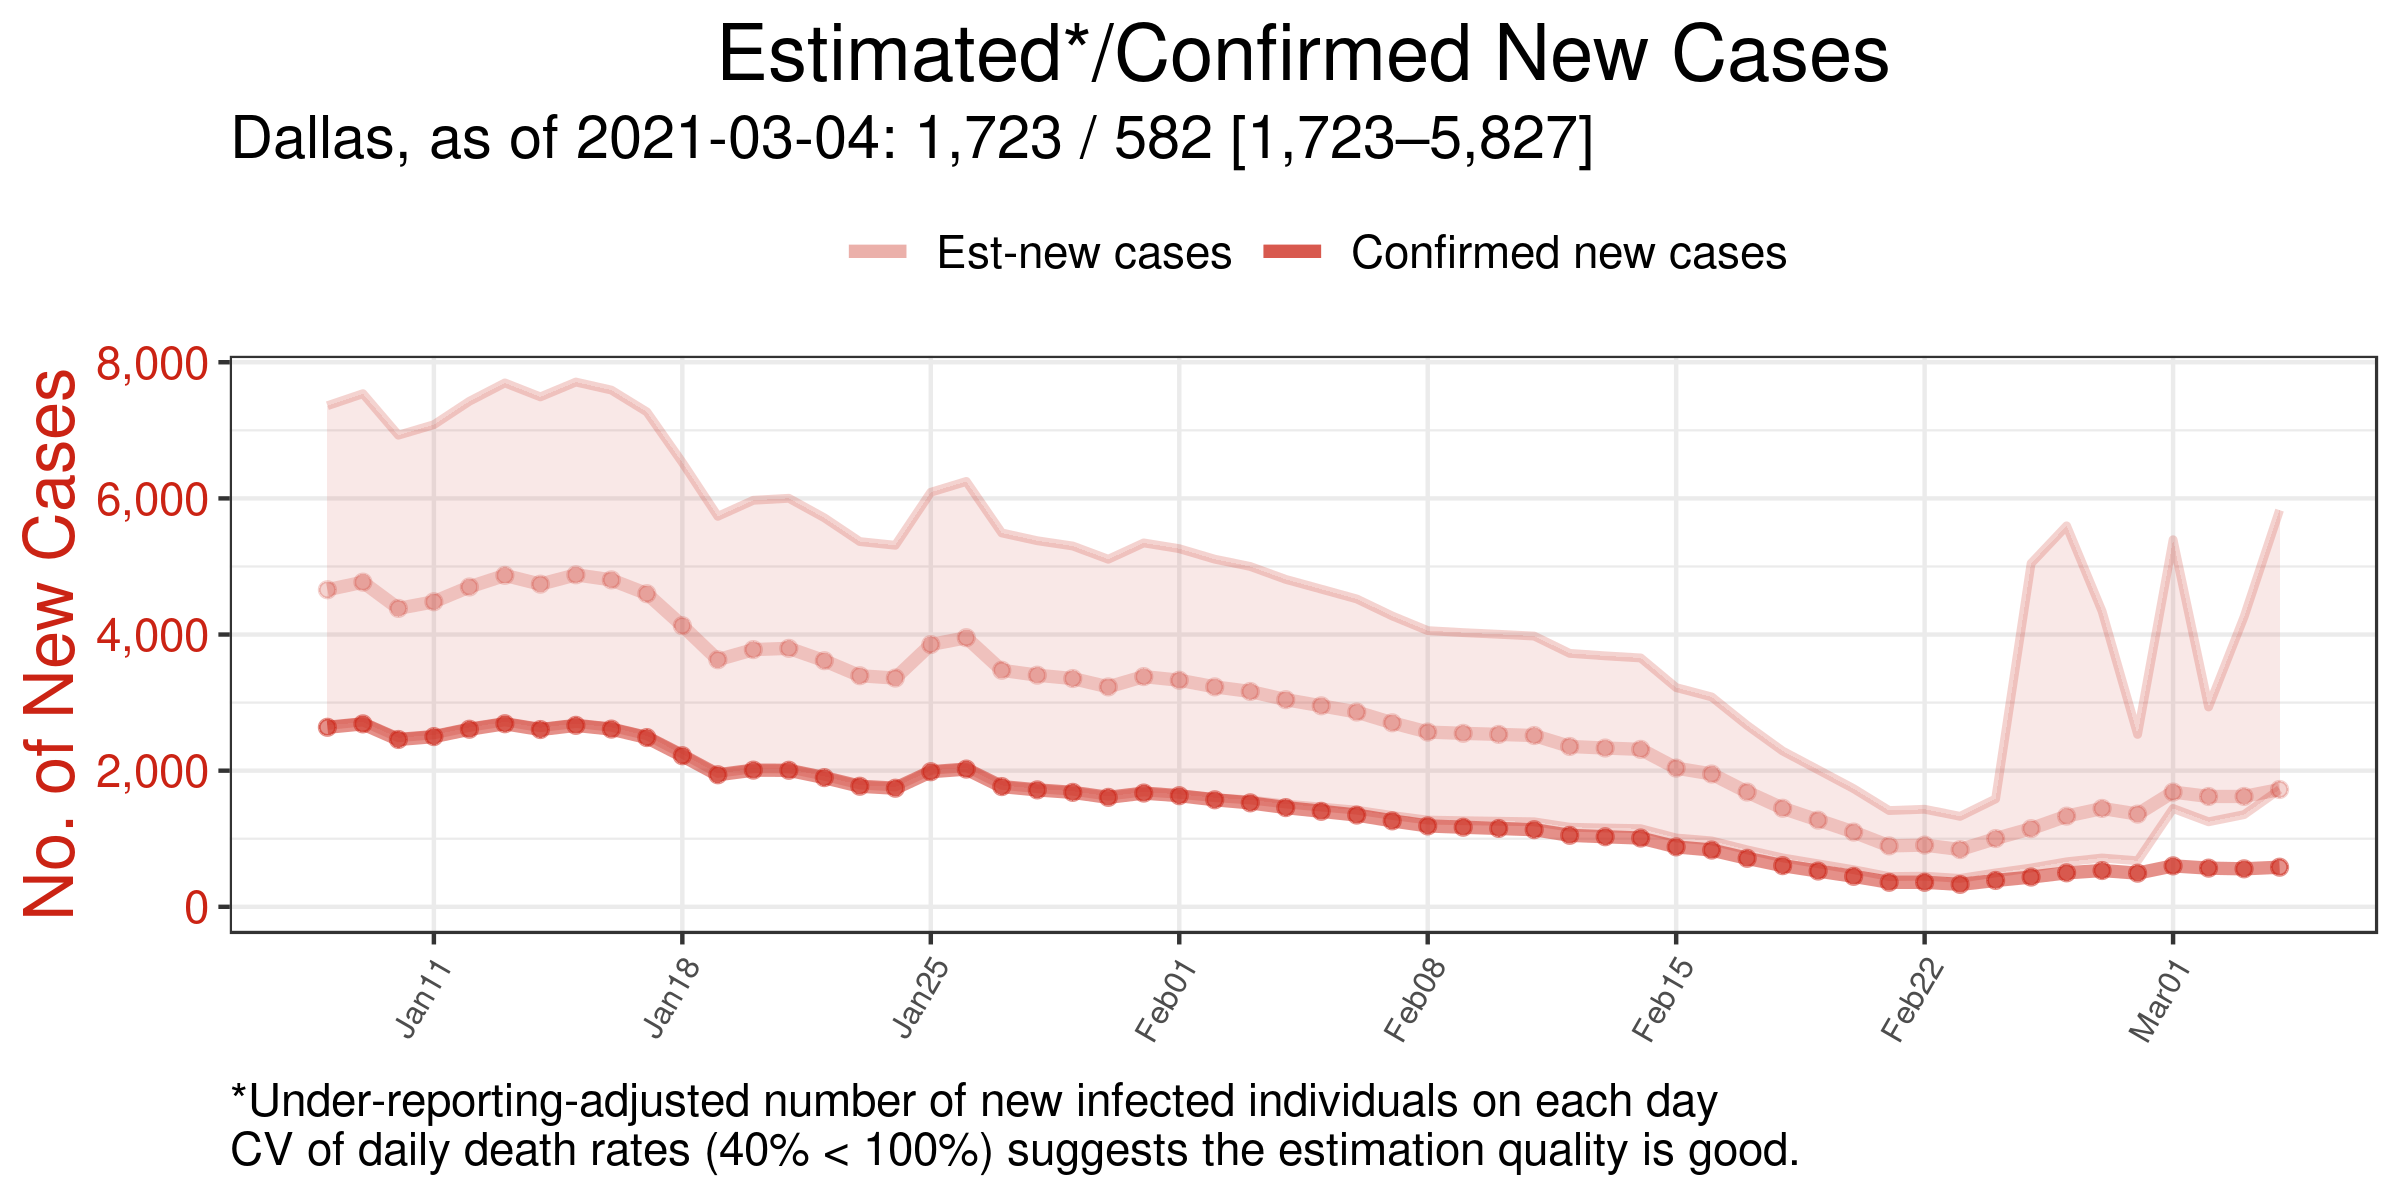 Estimated*/Confirmed New Cases
Dallas, as of 2021-03-04: 1,723 / 582 [1,723–5,827]
Est-new cases
Confirmed new cases
No. of New Cases
8,000
6,000
4,000
2,000
0
Jan11
Jan18
Jan25
Feb01
Feb08
Feb15
Feb22
Mar01
*Under-reporting-adjusted number of new infected individuals on each day
CV of daily death rates (40% < 100%) suggests the estimation quality is good.